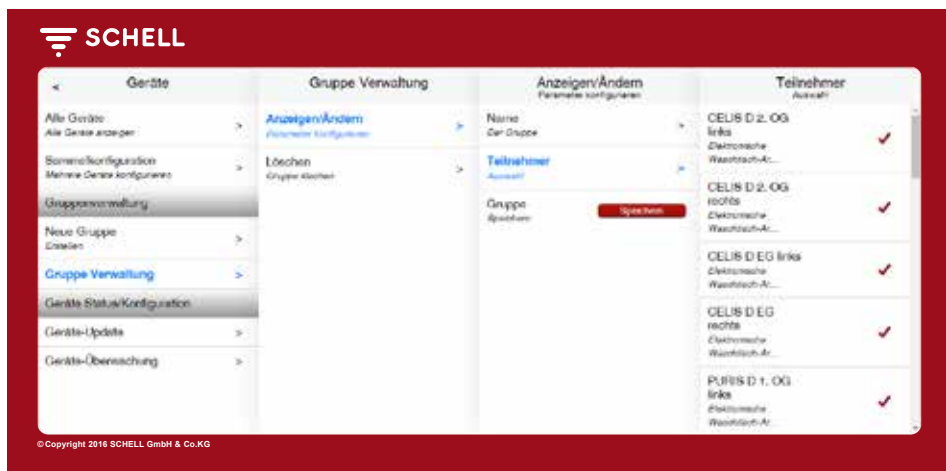 SCHELL
<
Geräte
Alle Geräte
Alle Geräte anzeigen
>
Sammelkonfiguration
Mehrere Geräte konfigurieren
>
Gruppenverwaltung
Neue Gruppe
Erstellen
>
Gruppe Verwaltung
>
Geräte Status/Konfiguration
Geräte-Update
>
Geräte-Überwachung
>
Gruppe Verwaltung
Anzeigen/Ändern
Parameter konfigurieren
>
Löschen
Gruppe löschen
>
Anzeigen/Ändern
Parameter konfigurieren
Name
Der Gruppe
>
Teilnehmer
Auswahl
>
Gruppe
Speichern
Speichern
Teilnehmer
Auswahl
CELIS D 2. OG
links
Elektronische
Waschtisch-Ar...
CELIS D 2. OG
rechts
Elektronische
Waschtisch-Ar...
CELIS D EG links
Elektronische
Waschtisch-Ar...
CELIS D EG
rechts
Elektronische
Waschtisch-Ar...
PURIS D 1. OG
links
Elektronische
Waschtisch-Ar...
© Copyright 2016 SCHELL GmbH & Co.KG